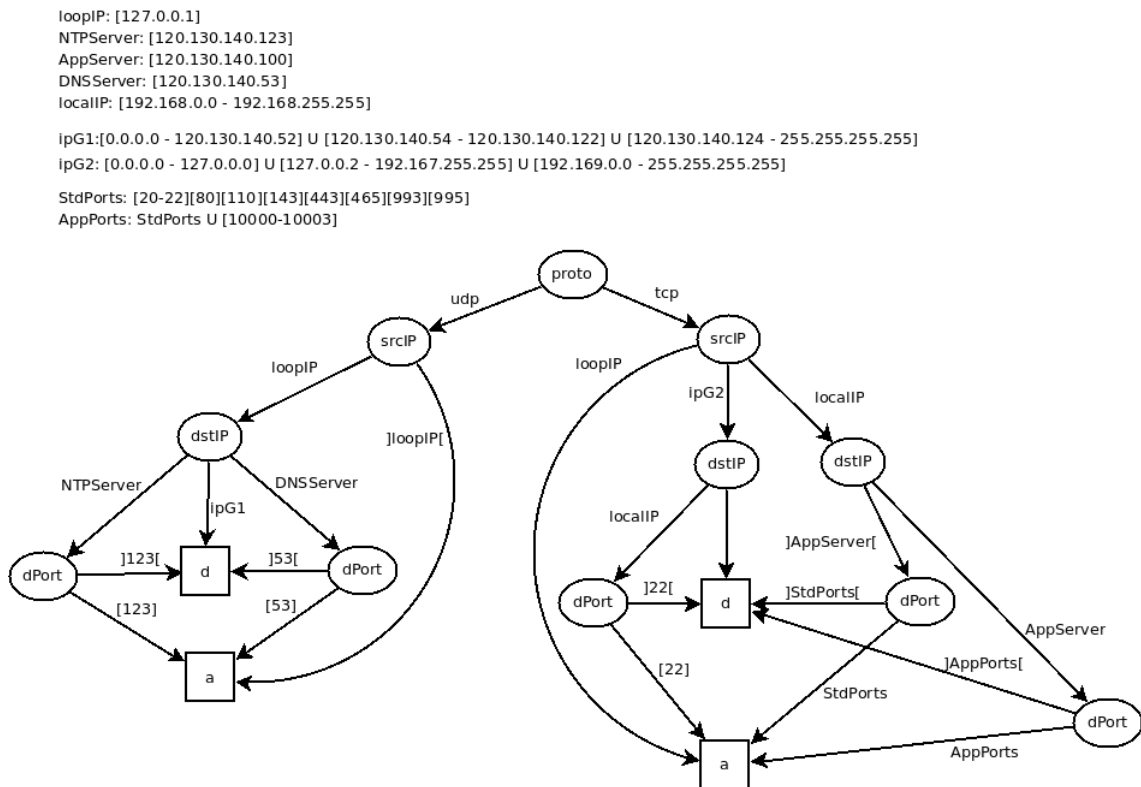 loopIP: [127.0.0.1]
NTPServer: [120.130.140.123]
AppServer: [120.130.140.100]
DNSServer: [120.130.140.53]
localIP: [192.168.0.0 - 192.168.255.255]
ipG1:[0.0.0.0 - 120.130.140.52] U [120.130.140.54 - 120.130.140.122] U [120.130.140.124 - 255.255.255.255]
ipG2: [0.0.0.0 - 127.0.0.0] U [127.0.0.2 - 192.167.255.255] U [192.169.0.0 - 255.255.255.255]
StdPorts: [20-22][80][110][143][443][465][993][995]
AppPorts: StdPorts U [10000-10003]
proto
udp
tcp
srcIP
srcIP
loopIP
loopIP
ipG2
localIP
dstIP
]loopIP[
dstIP
dstIP
NTPServer
ipG1
DNSServer
localIP
]AppServer[
dPort
]123[
d
]53[
dPort
dPort
]22[
d
]StdPorts[
dPort
[123]
[53]
AppServer
a
[22]
StdPorts
]AppPorts[
dPort
a
AppPorts